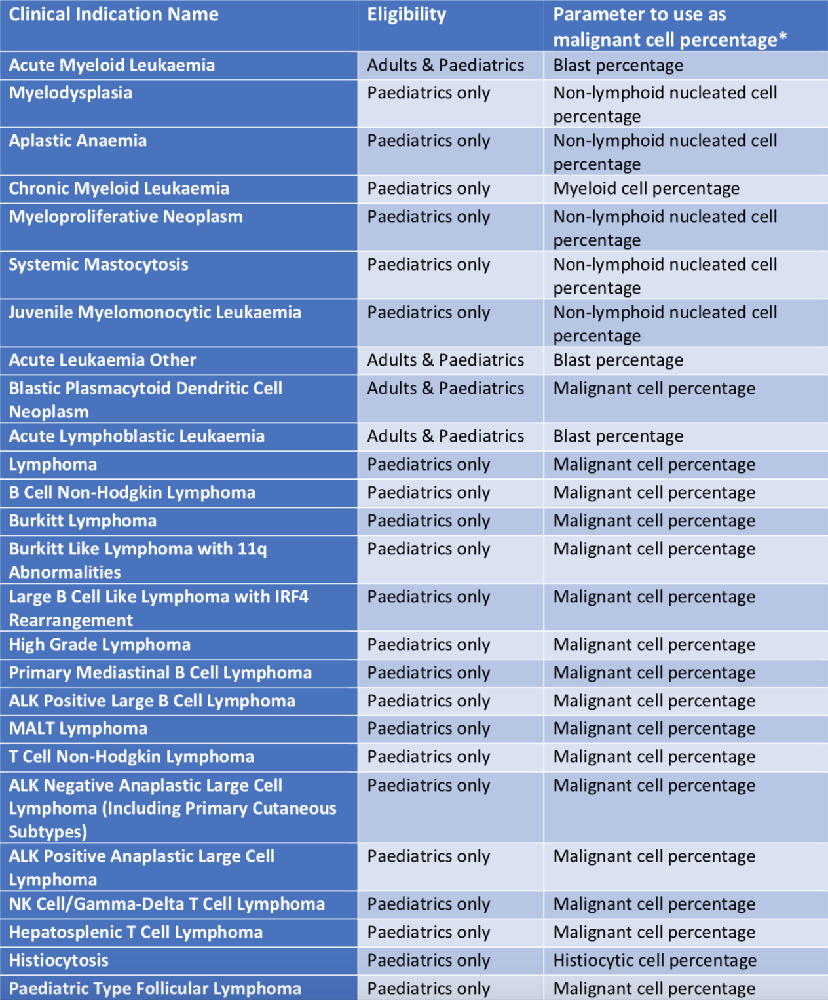 Clinical Indication Name Eligibility Parameter to use as
malignant cell percentage*
Acute Myeloid Leukaemia Adults & Paediatrics Blast percentage
Myelodysplasia Paediatrics only Non-lymphoid nucleated cell
percentage
Aplastic Anaemia Paediatrics only Non-lymphoid nucleated cell
percentage
Chronic Myeloid Leukaemia Paediatrics only Myeloid cell percentage
Myeloproliferative Neoplasm Paediatrics only Non-lymphoid nucleated cell
percentage
Systemic Mastocytosis Paediatrics only Non-lymphoid nucleated cell
percentage
Juvenile Myelomonocytic Leukaemia Paediatrics only Non-lymphoid nucleated cell
percentage
Acute Leukaemia Other Adults & Paediatrics Blast percentage
Blastic Plasmacytoid Dendritic Cell Adults & Paediatrics Malignant cell percentage
Neoplasm
Acute Lymphoblastic Leukaemia Adults & Paediatrics Blast percentage
Lymphoma Paediatrics only Malignant cell percentage
B Cell Non-Hodgkin Lymphoma Paediatrics only Malignant cell percentage
Burkitt Lymphoma Paediatrics only Malignant cell percentage
Burkitt Like Lymphoma with 11q Paediatrics only Malignant cell percentage
Abnormalities
Large B Cell Like Lymphoma with IRF4 Paediatrics only Malignant cell percentage
Rearrangement
High Grade Lymphoma Paediatrics only Malignant cell percentage
Primary Mediastinal B Cell Lymphoma Paediatrics only Malignant cell percentage
ALK Positive Large B Cell Lymphoma Paediatrics only Malignant cell percentage
MALT Lymphoma Paediatrics only Malignant cell percentage
T Cell Non-Hodgkin Lymphoma Paediatrics only Malignant cell percentage
ALK Negative Anaplastic Large Cell Paediatrics only Malignant cell percentage
Lymphoma (Including Primary Cutaneous
Subtypes)
ALK Positive Anaplastic Large Cell Paediatrics only Malignant cell percentage
Lymphoma
NK Cell/Gamma-Delta T Cell Lymphoma Paediatrics only Malignant cell percentage
Hepatosplenic T Cell Lymphoma Paediatrics only Malignant cell percentage
Histiocytosis Paediatrics only Histiocytic cell percentage
Paediatric Type Follicular Lymphoma Paediatrics only Malignant cell percentage